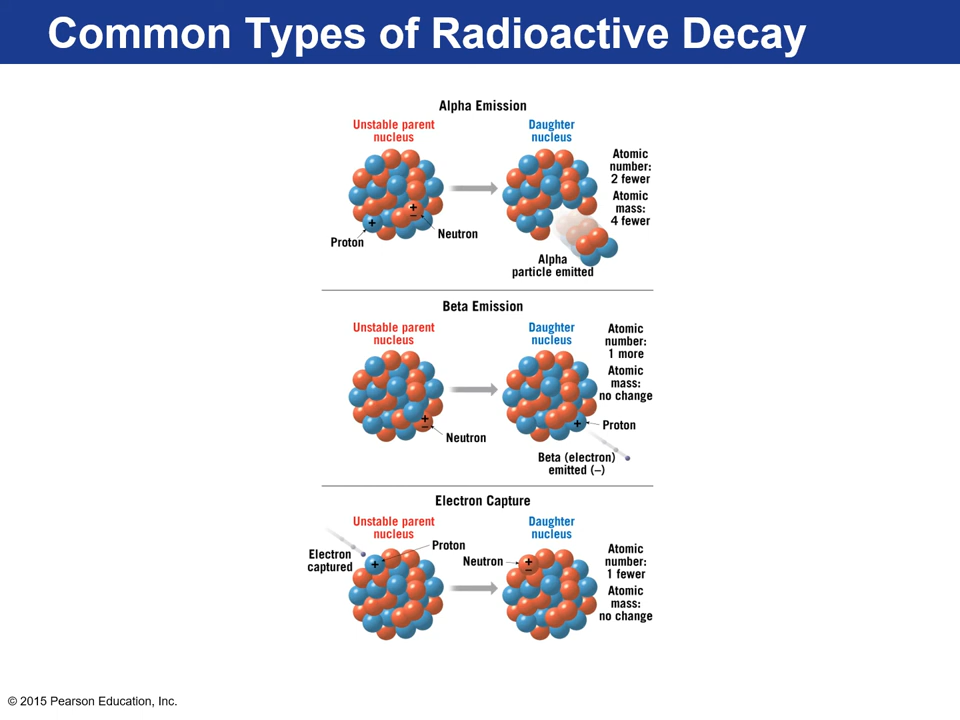 Common Types of Radioactive Decay
Alpha Emission
Unstable parent
nucleus
Daughter
nucleus
Atomic
number:
2 fewer
Atomic
mass:
4 fewer
+
+
−
Proton
Neutron
Alpha
particle emitted
Beta Emission
Unstable parent
nucleus
Daughter
nucleus
Atomic
number:
1 more
Atomic
mass:
no change
+
−
Neutron
+
Proton
Beta (electron)
emitted (−)
Electron Capture
Unstable parent
nucleus
Daughter
nucleus
Electron
captured
+
Proton
Neutron
+
−
Atomic
number:
1 fewer
Atomic
mass:
no change
© 2015 Pearson Education, Inc.